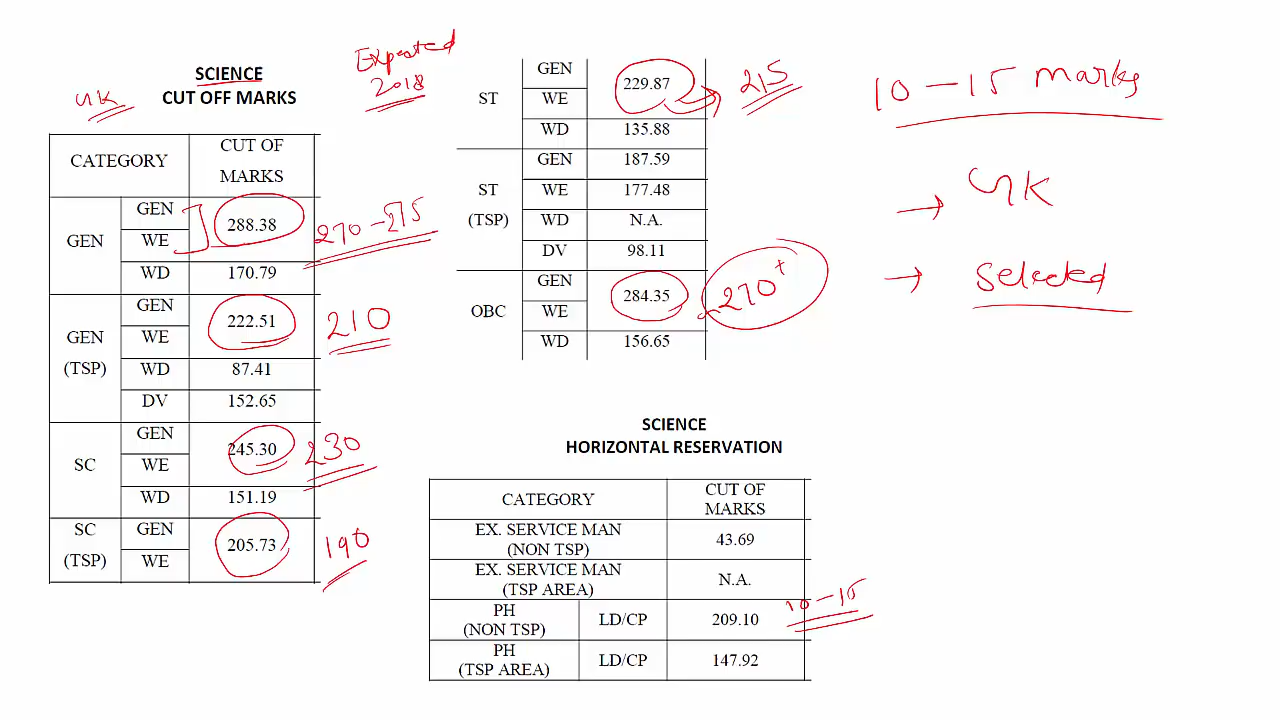 SCIENCE
CUT OFF MARKS
Expeated
2018
CATEGORY CUT OF MARKS
GEN GEN 288.38 270-275
WE
WD 170.79
GEN (TSP) GEN 222.51 210
WE
WD 87.41
DV 152.65
SC GEN 245.30 230
WE
WD 151.19
SC (TSP) GEN 205.73 190
WE
ST GEN 229.87 215
WE
WD 135.88
ST (TSP) GEN 187.59
WE 177.48
WD N.A.
DV 98.11
OBC GEN 284.35 270+
WE
WD 156.65
SCIENCE
HORIZONTAL RESERVATION
CATEGORY CUT OF MARKS
EX. SERVICE MAN (NON TSP) 43.69
EX. SERVICE MAN (TSP AREA) N.A.
PH (NON TSP) LD/CP 209.10 10-15
PH (TSP AREA) LD/CP 147.92
10-15 marks
→
→ Selected